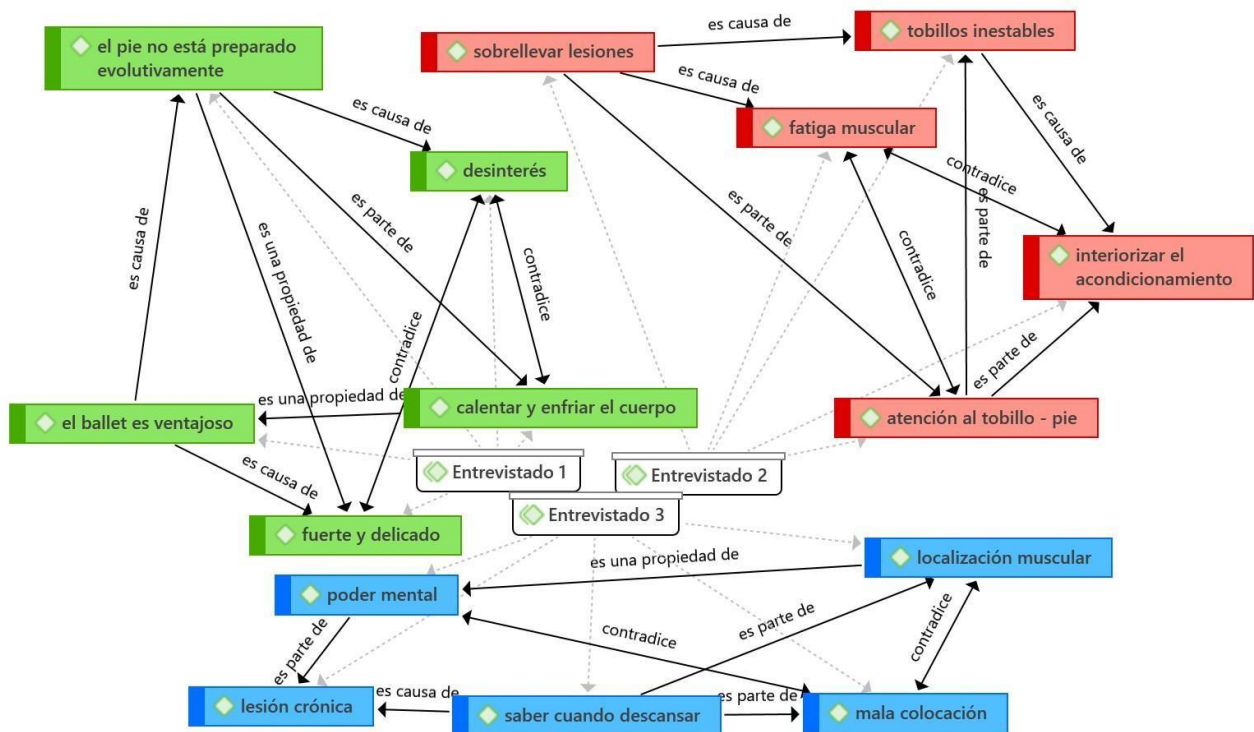 el pie no está preparado
evolutivamente
sobrellevar lesiones
es causa de
tobillos inestables
es causa de
fatiga muscular
es causa de
es causa de
desinterés
contradice
es parte de
es parte de
es parte de
interiorizar el
acondicionamiento
es causa de
es una propiedad de
contradice
contradice
contradice
es parte de
es una propiedad de
calentar y enfriar el cuerpo
el ballet es ventajoso
atención al tobillo - pie
es causa de
Entrevistado 1
Entrevistado 2
Entrevistado 3
fuerte y delicado
localización muscular
es una propiedad de
poder mental
es parte de
contradice
es parte de
contradice
lesión crónica
es causa de
saber cuando descansar
es parte de
mala colocación